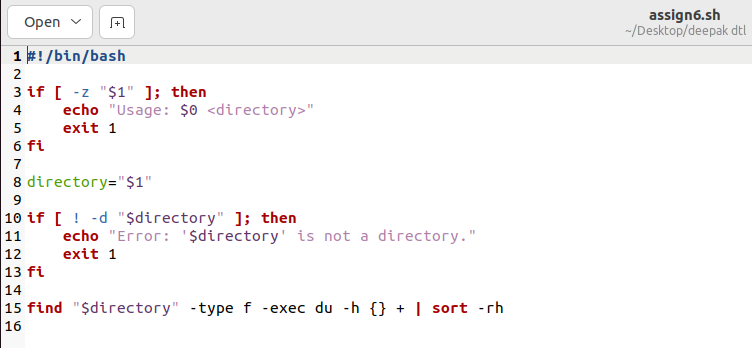 Open
assign6.sh
~/Desktop/deepak dtl
1 #!/bin/bash
2
3 if [ -z "$1" ]; then
4     echo "Usage: $0 <directory>"
5     exit 1
6 fi
7
8 directory="$1"
9
10 if [ ! -d "$directory" ]; then
11     echo "Error: '$directory' is not a directory."
12     exit 1
13 fi
14
15 find "$directory" -type f -exec du -h {} + | sort -rh
16